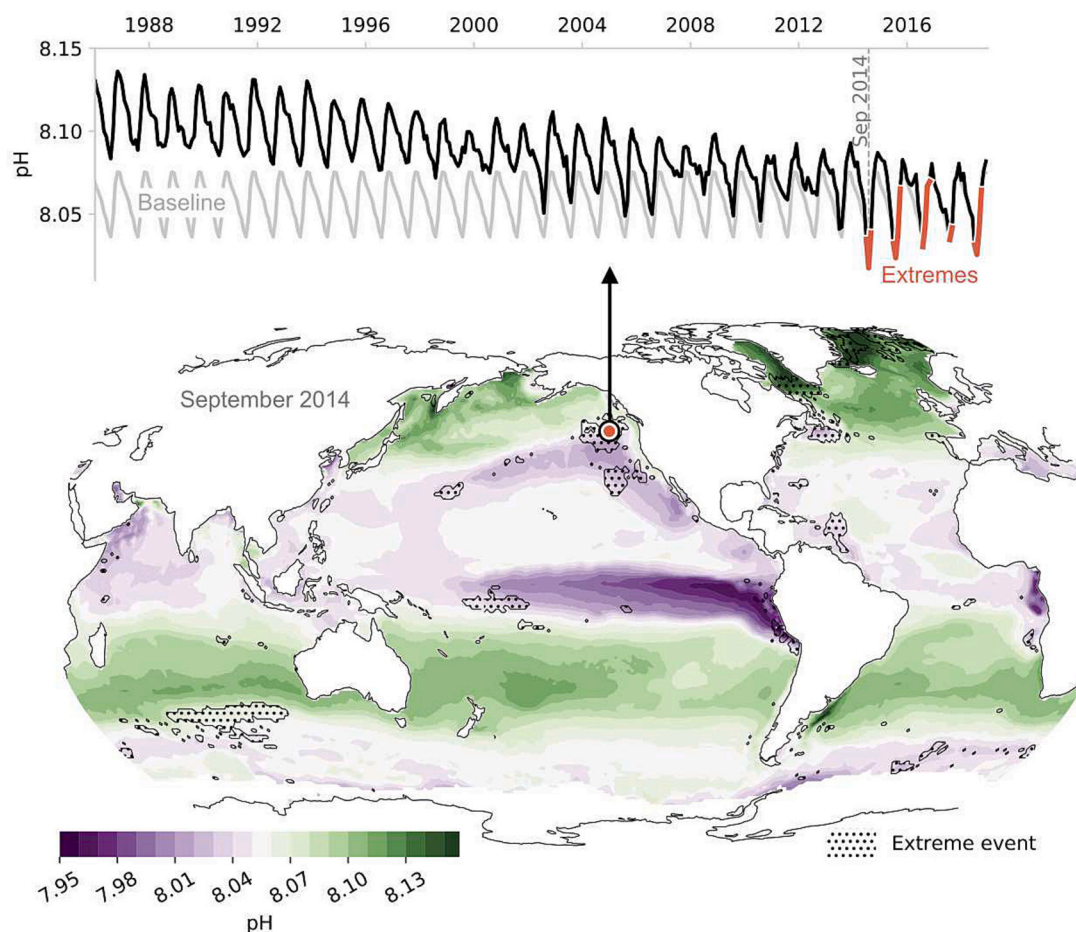 1988 1992 1996 2000 2004 2008 2012 2016
8.15
8.10
8.05
pH
Sep 2014
Baseline
Extremes
September 2014
Extreme event
7.95 7.98 8.01 8.04 8.07 8.10 8.13
pH